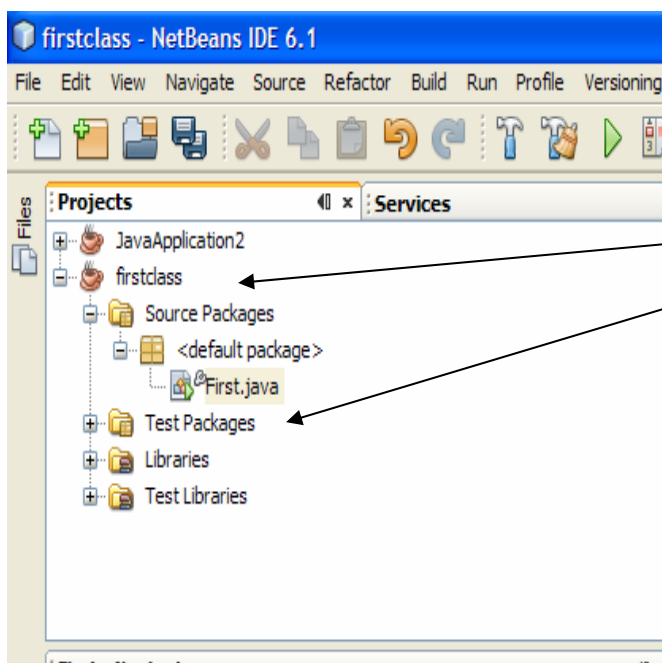 firstclass - NetBeans IDE 6.1
File Edit View Navigate Source Refactor Build Run Profile Versioning
Files
Projects
Services
JavaApplication2
firstclass
Source Packages
<default package>
First.java
Test Packages
Libraries
Test Libraries